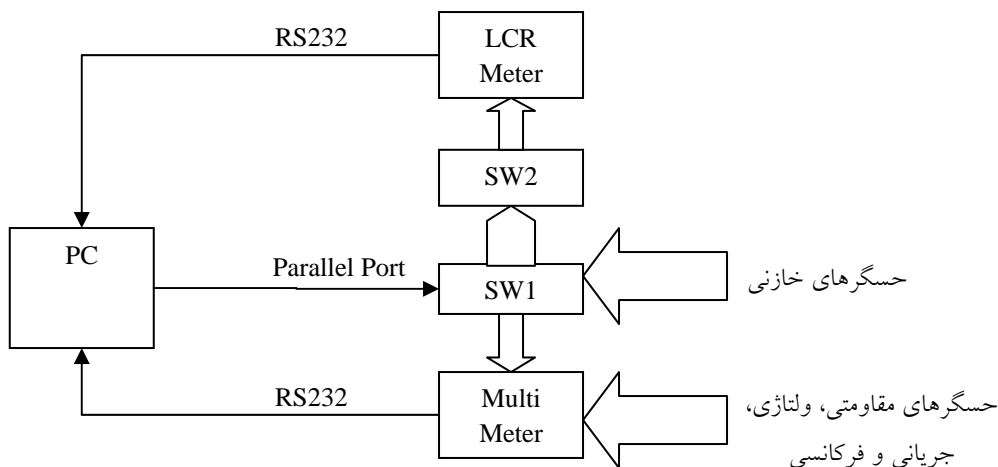 RS232
LCR
Meter
SW2
PC
Parallel Port
SW1
حسگرهای خازنی
RS232
Multi
Meter
حسگرهای مقاومتی، ولتاژی،
جریانی و فرکانسی